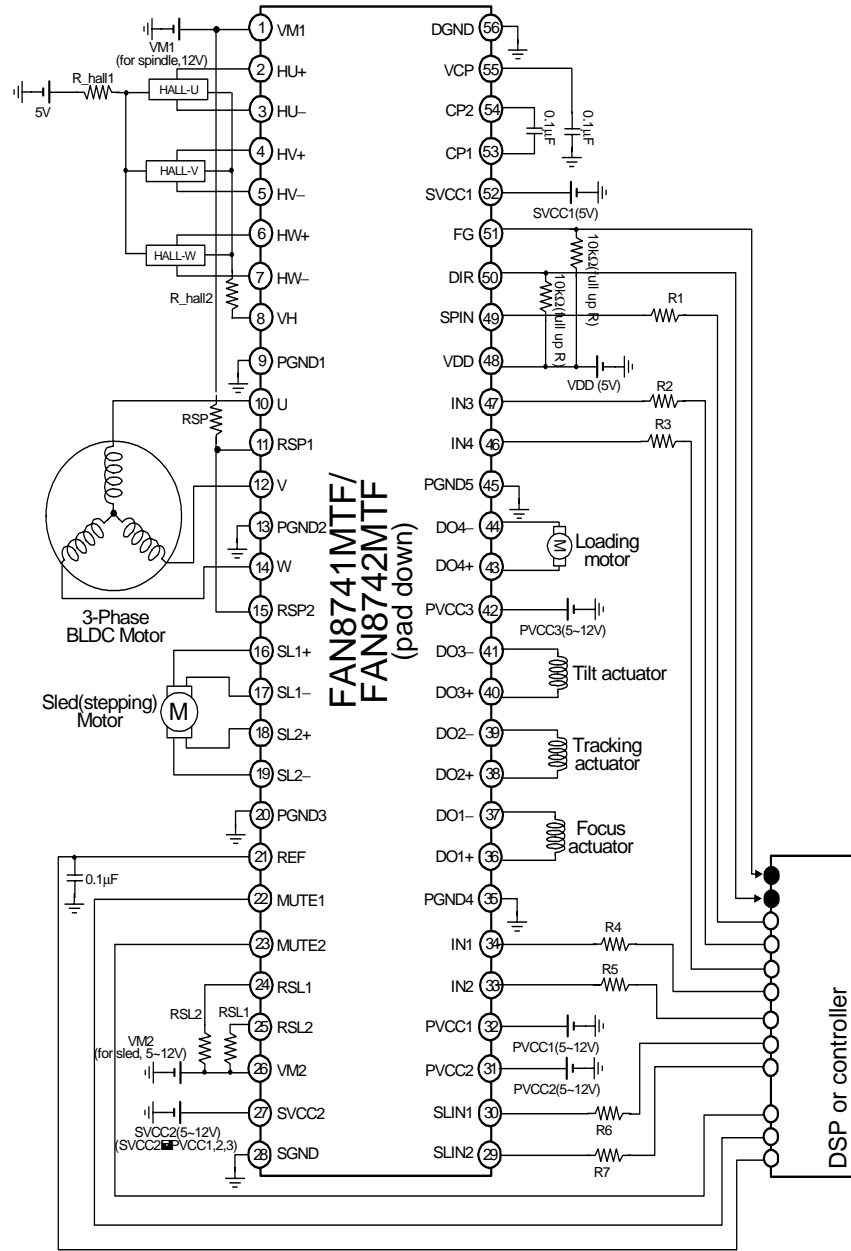 VM1
(for spindle,12V)
5V
R_hall1
HALL-U
HALL-V
HALL-W
R_hall2
RSP
3-Phase
BLDC Motor
Sled(stepping)
Motor
M
0.1μF
RSL2
RSL1
VM2
(for sled, 5~12V)
SVCC2(5~12V)
(SVCC2 PVCC1,2,3)
1 VM1
2 HU+
3 HU−
4 HV+
5 HV−
6 HW+
7 HW−
8 VH
9 PGND1
10 U
11 RSP1
12 V
13 PGND2
14 W
15 RSP2
16 SL1+
17 SL1−
18 SL2+
19 SL2−
20 PGND3
21 REF
22 MUTE1
23 MUTE2
24 RSL1
25 RSL2
26 VM2
27 SVCC2
28 SGND
FAN8741MTF/
FAN8742MTF
(pad down)
DGND 56
VCP 55
CP2 54
CP1 53
SVCC1 52
FG 51
DIR 50
SPIN 49
VDD 48
IN3 47
IN4 46
PGND5 45
DO4− 44
DO4+ 43
PVCC3 42
DO3− 41
DO3+ 40
DO2− 39
DO2+ 38
DO1− 37
DO1+ 36
PGND4 35
IN1 34
IN2 33
PVCC1 32
PVCC2 31
SLIN1 30
SLIN2 29
0.1μF
0.1μF
SVCC1(5V)
10kΩ(full up R)
10kΩ(full up R)
R1
VDD (5V)
R2
R3
M
Loading
motor
PVCC3(5~12V)
Tilt actuator
Tracking
actuator
Focus
actuator
R4
R5
PVCC1(5~12V)
PVCC2(5~12V)
R6
R7
DSP or controller